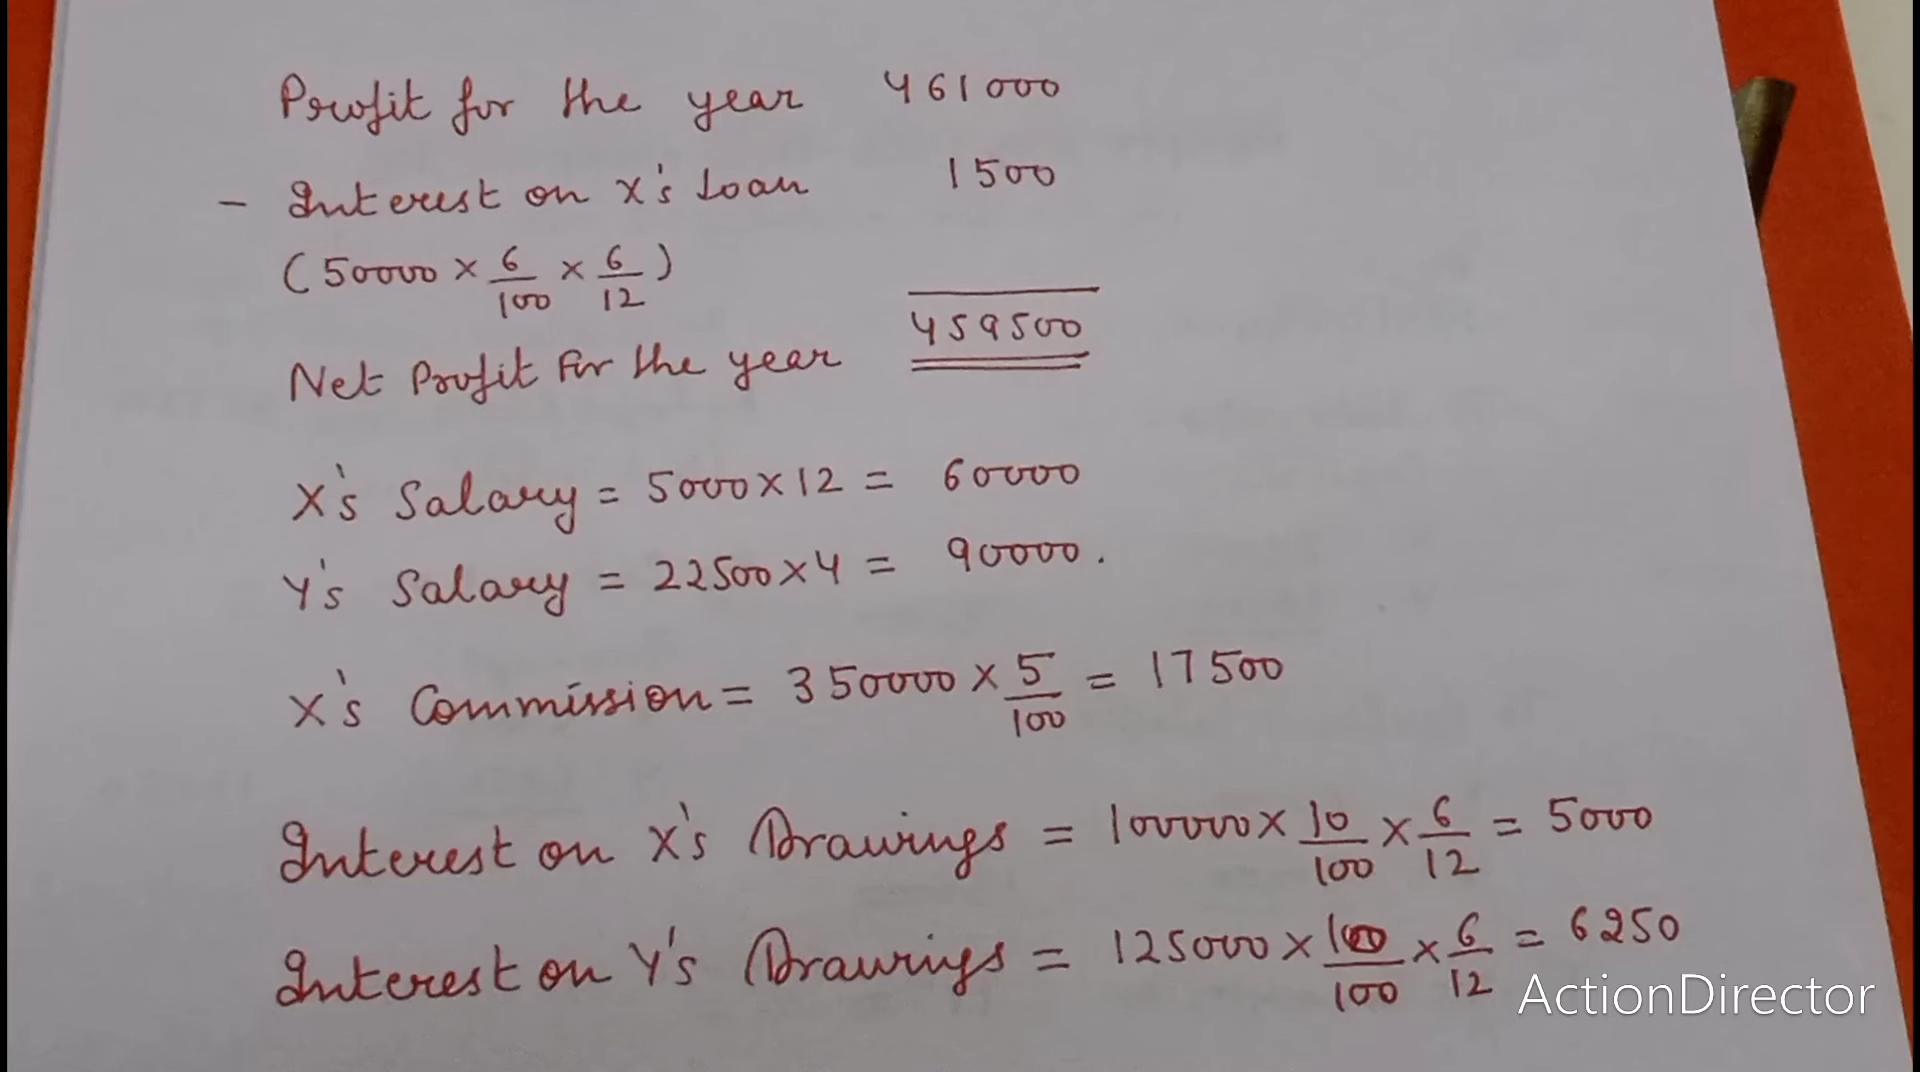 Profit for the year 461000
- Interest on X's Loan 1500
(50000 × 6/100 × 6/12)
459500
Net Profit For the year
X's Salary = 5000 × 12 = 60000
Y's Salary = 22500 × 4 = 90000.
X's Commission = 350000 × 5/100 = 17500
Interest on X's Drawings = 100000 × 10/100 × 6/12 = 5000
Interest on Y's Drawings = 125000 × 10/100 × 6/12 = 6250
ActionDirector